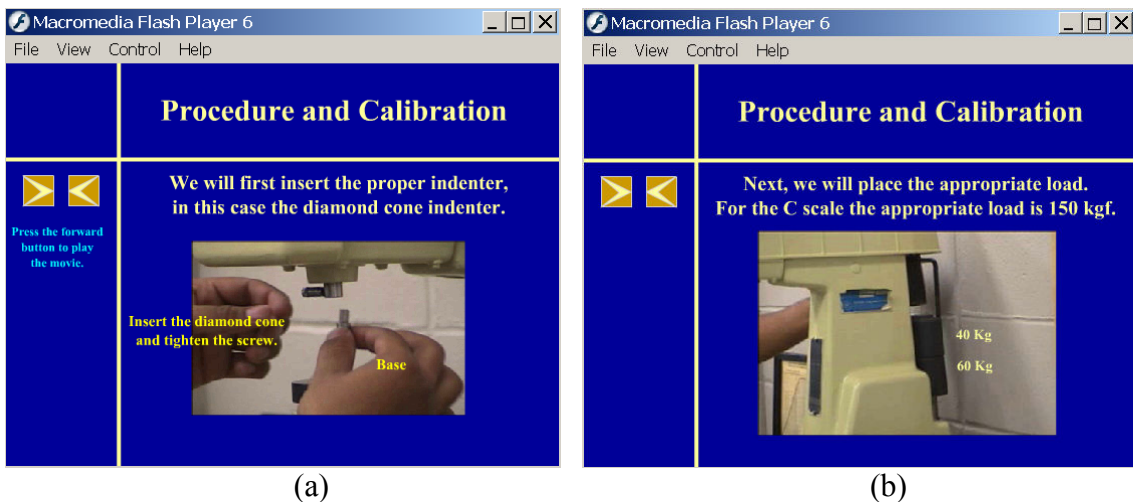 Macromedia Flash Player 6
File View Control Help
Procedure and Calibration
We will first insert the proper indenter,
in this case the diamond cone indenter.
Press the forward
button to play
the movie.
Insert the diamond cone
and tighten the screw.
Base
(a)
Macromedia Flash Player 6
File View Control Help
Procedure and Calibration
Next, we will place the appropriate load.
For the C scale the appropriate load is 150 kgf.
40 Kg
60 Kg
(b)